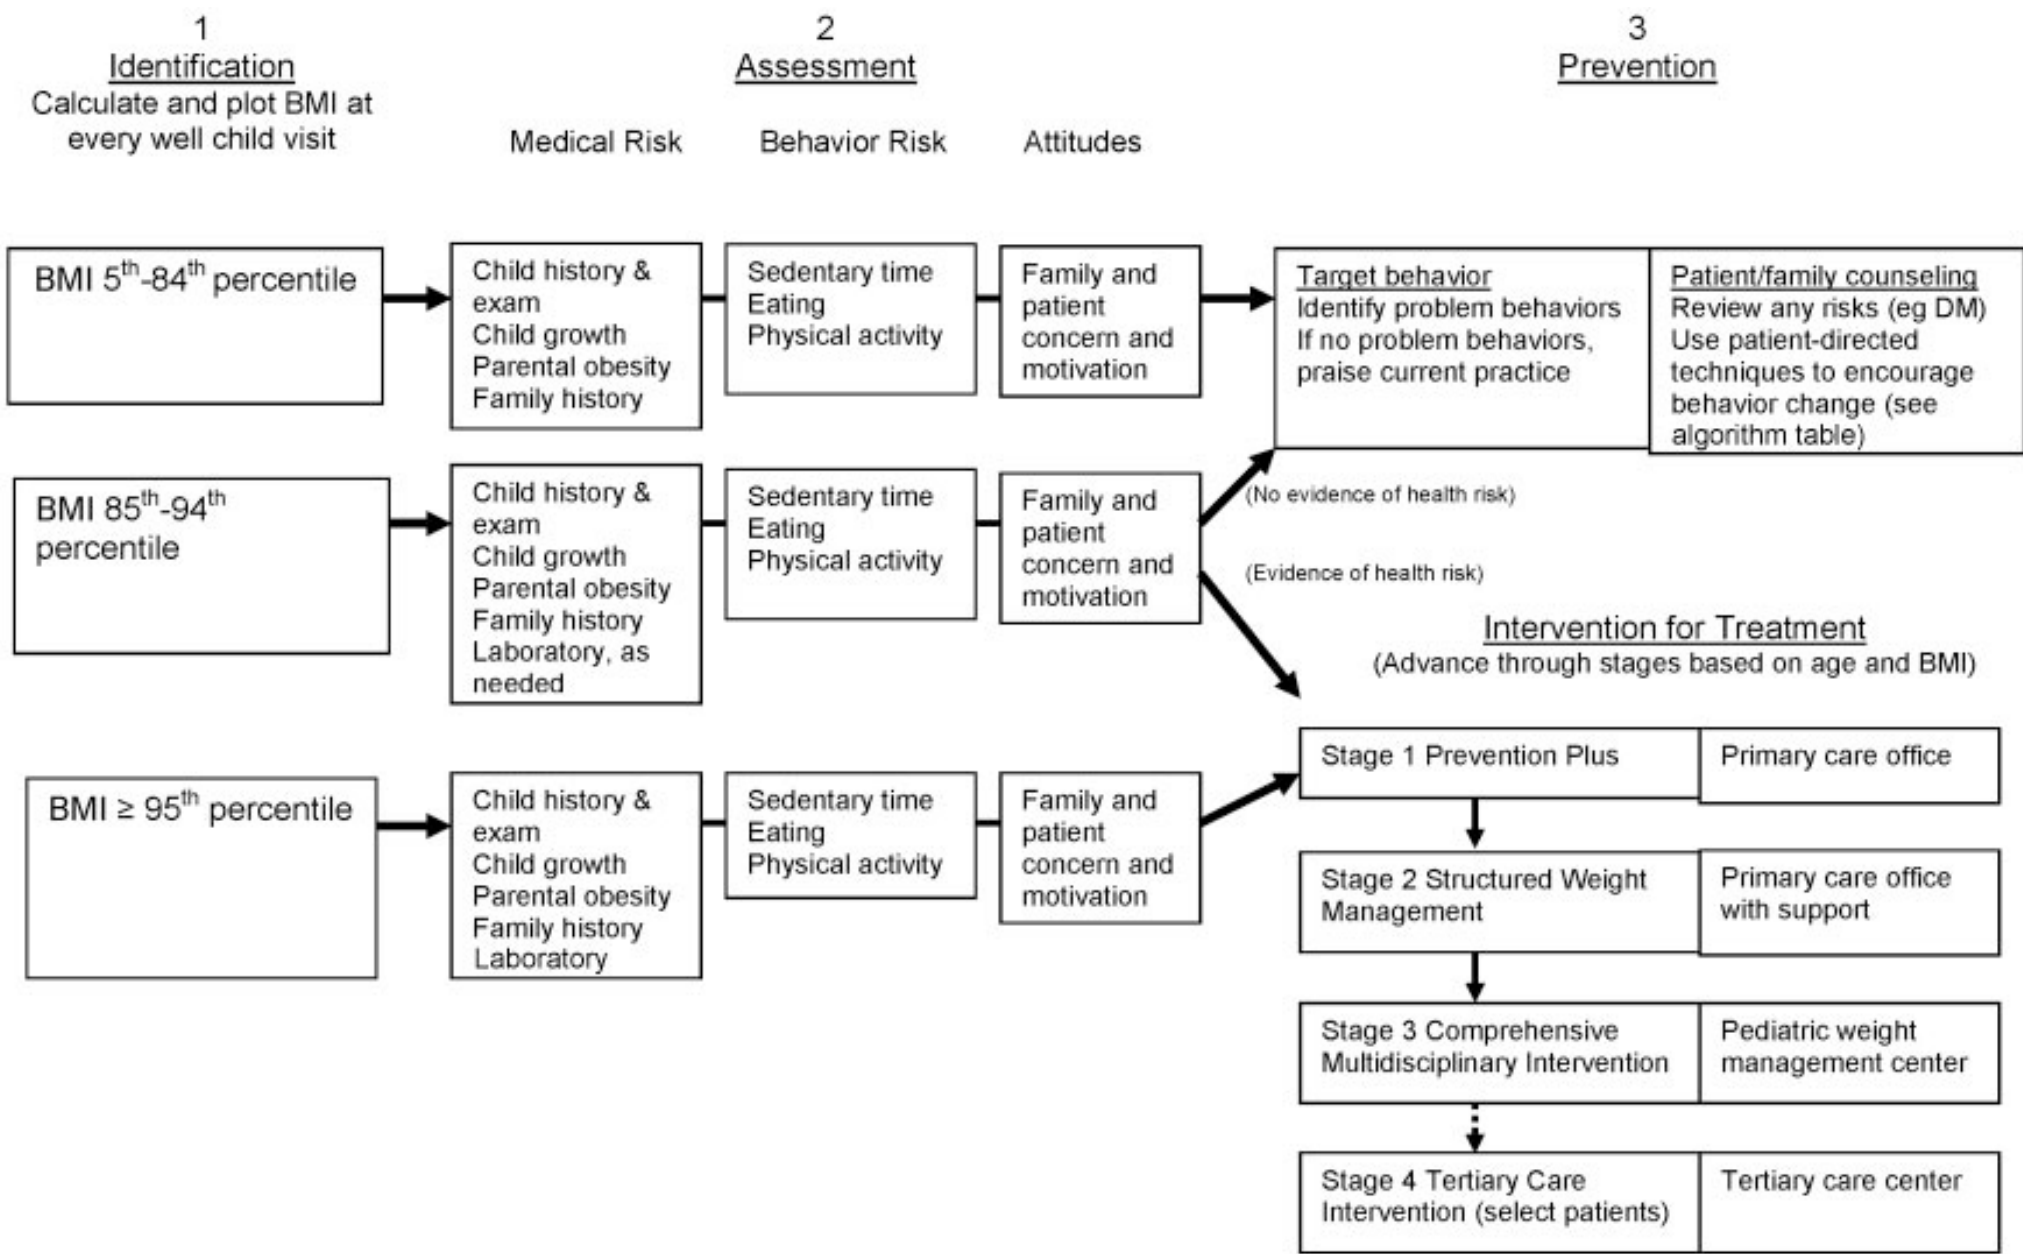 1
Identification
Calculate and plot BMI at
every well child visit
2
Assessment
Medical Risk
Behavior Risk
Attitudes
3
Prevention
BMI 5th-84th percentile
Child history &
exam
Child growth
Parental obesity
Family history
Sedentary time
Eating
Physical activity
Family and
patient
concern and
motivation
Target behavior
Identify problem behaviors
If no problem behaviors,
praise current practice
Patient/family counseling
Review any risks (eg DM)
Use patient-directed
techniques to encourage
behavior change (see
algorithm table)
BMI 85th-94th
percentile
Child history &
exam
Child growth
Parental obesity
Family history
Laboratory, as
needed
Sedentary time
Eating
Physical activity
Family and
patient
concern and
motivation
(No evidence of health risk)
(Evidence of health risk)
Intervention for Treatment
(Advance through stages based on age and BMI)
BMI ≥ 95th percentile
Child history &
exam
Child growth
Parental obesity
Family history
Laboratory
Sedentary time
Eating
Physical activity
Family and
patient
concern and
motivation
Stage 1 Prevention Plus
Primary care office
Stage 2 Structured Weight
Management
Primary care office
with support
Stage 3 Comprehensive
Multidisciplinary Intervention
Pediatric weight
management center
Stage 4 Tertiary Care
Intervention (select patients)
Tertiary care center